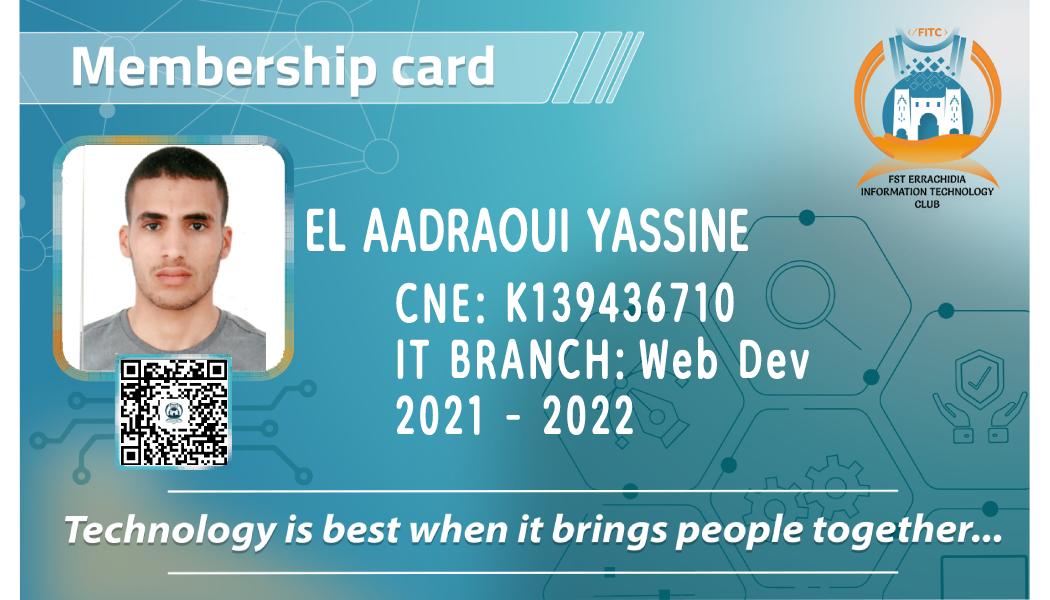 Membership card
</FITC>
FST ERRACHIDIA
INFORMATION TECHNOLOGY
CLUB
EL AADRAOUI YASSINE
CNE: K139436710
IT BRANCH: Web Dev
2021 - 2022
Technology is best when it brings people together...